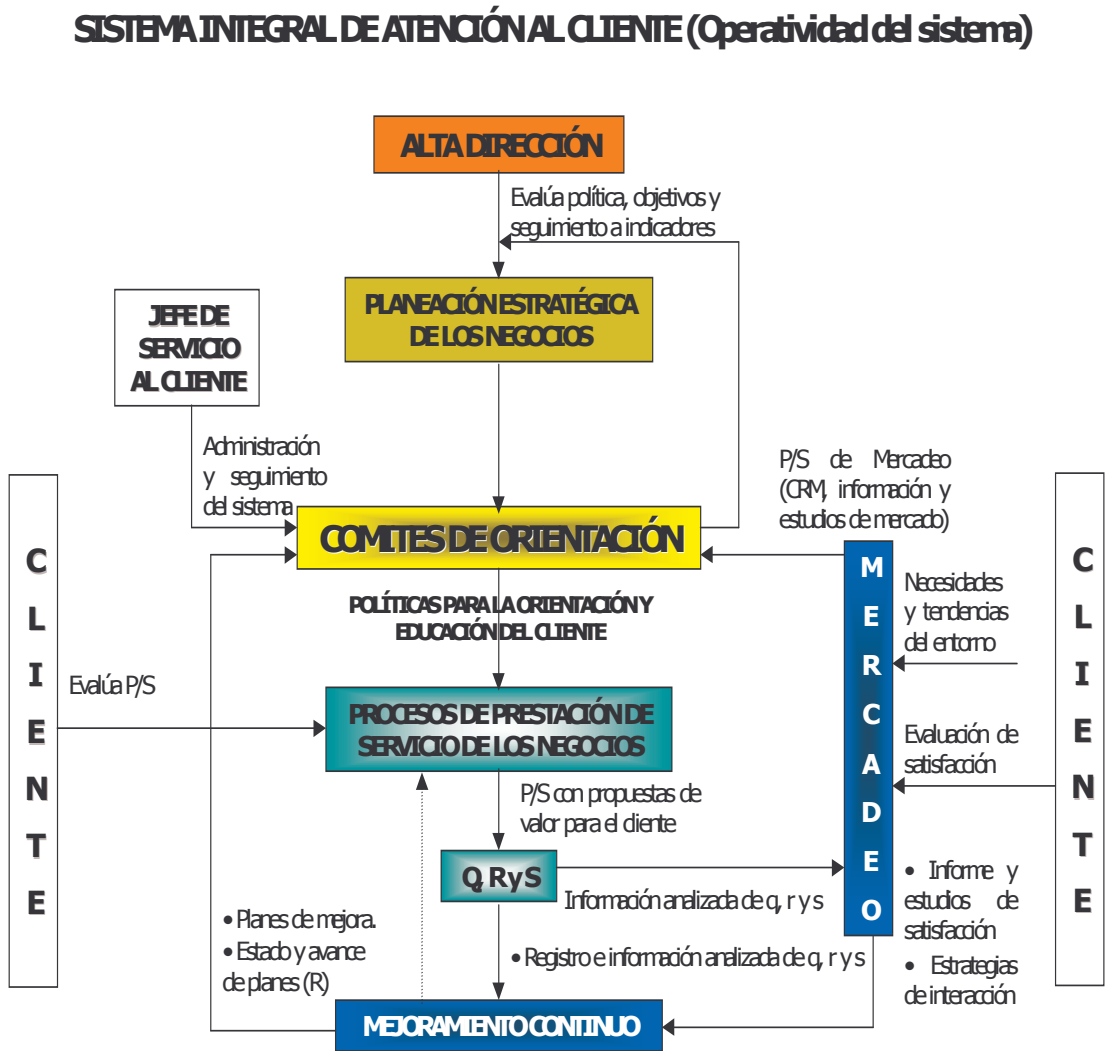 SISTEMA INTEGRAL DE ATENCIÓN AL CLIENTE (Operatividad del sistema)
ALTA DIRECCIÓN
Evalúa política, objetivos y
seguimiento a indicadores
PLANEACIÓN ESTRATÉGICA
DE LOS NEGOCIOS
JEFE DE
SERVICIO
AL CLIENTE
Administración
y seguimiento
del sistema
P/S de Mercadeo
(CRM, información y
estudios de mercado)
COMITES DE ORIENTACIÓN
POLÍTICAS PARA LA ORIENTACIÓN Y
EDUCACIÓN DEL CLIENTE
CLIENTE
Evalúa P/S
MERCADEO
Necesidades
y tendencias
del entorno
CLIENTE
PROCESOS DE PRESTACIÓN DE
SERVICIO DE LOS NEGOCIOS
Evaluación de
satisfacción
P/S con propuestas de
valor para el cliente
Q, R y S
Información analizada de q, r y s
• Informe y
estudios de
satisfacción
• Estrategias
de interacción
• Planes de mejora.
• Estado y avance
de planes (R)
• Registro e información analizada de q, r y s
MEJORAMIENTO CONTINUO